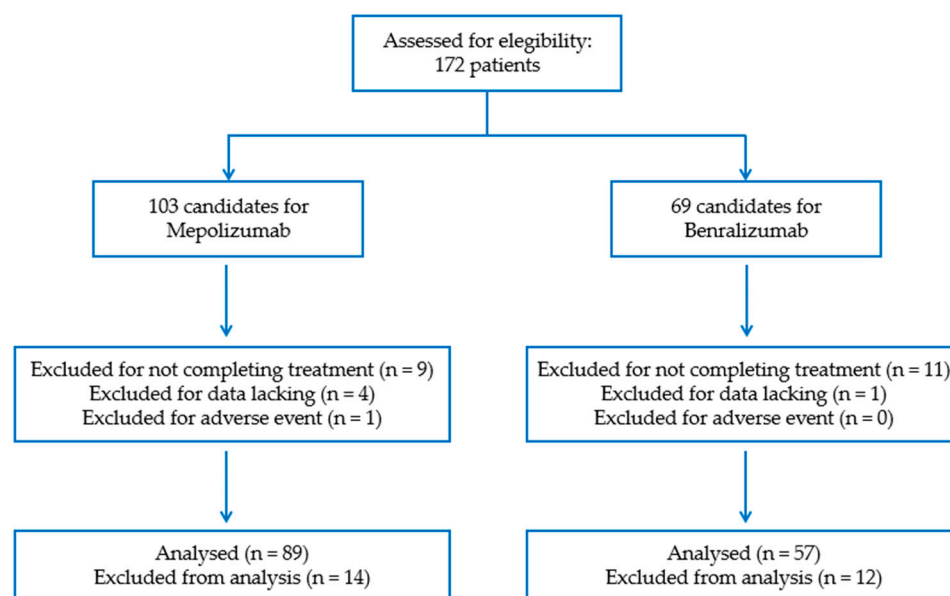 Assessed for elegibility:
172 patients
103 candidates for
Mepolizumab
69 candidates for
Benralizumab
Excluded for not completing treatment (n = 9)
Excluded for data lacking (n = 4)
Excluded for adverse event (n = 1)
Excluded for not completing treatment (n = 11)
Excluded for data lacking (n = 1)
Excluded for adverse event (n = 0)
Analysed (n = 89)
Excluded from analysis (n = 14)
Analysed (n = 57)
Excluded from analysis (n = 12)